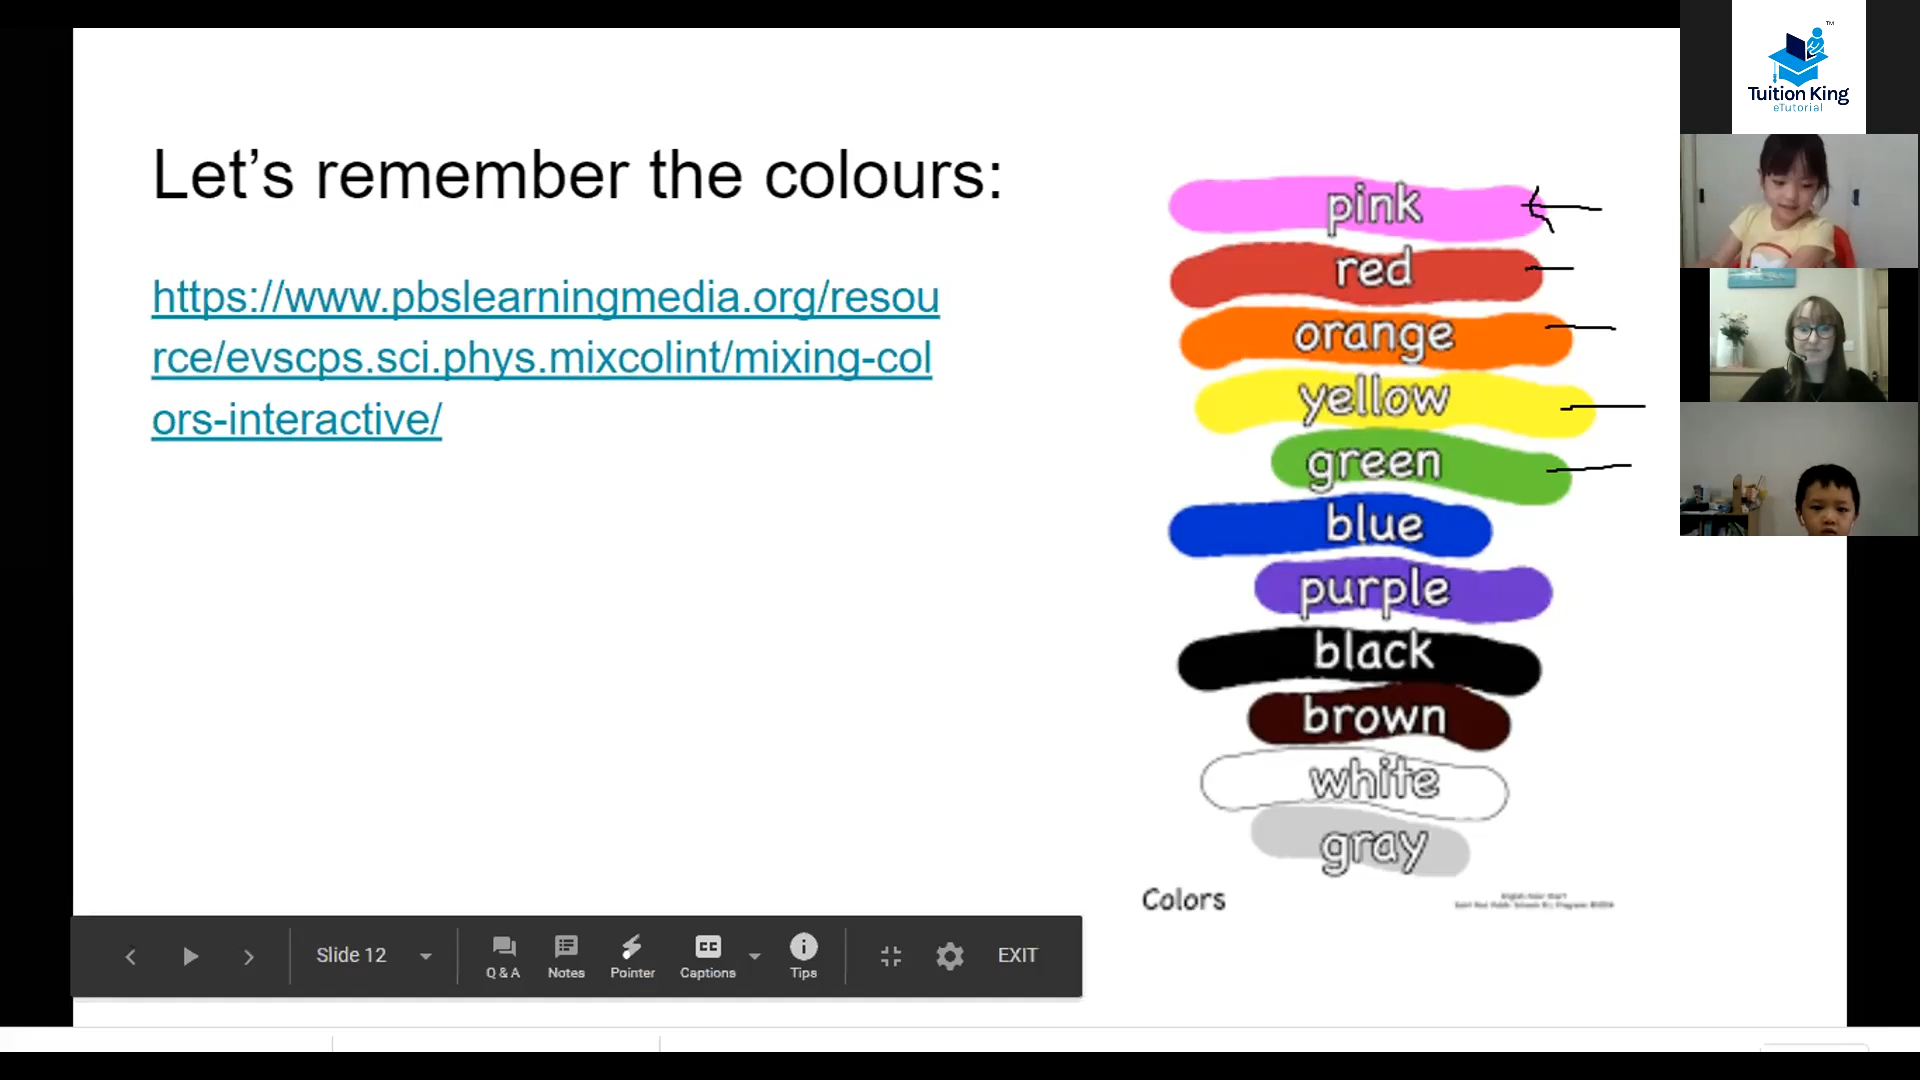 Let’s remember the colours:
https://www.pbslearningmedia.org/resou
rce/evscps.sci.phys.mixcolint/mixing-col
ors-interactive/
pink
red
orange
yellow
green
blue
purple
black
brown
white
gray
Colors
Slide 12
Q & A
Notes
Pointer
CC
Captions
Tips
EXIT
TM
Tuition King
eTutorial